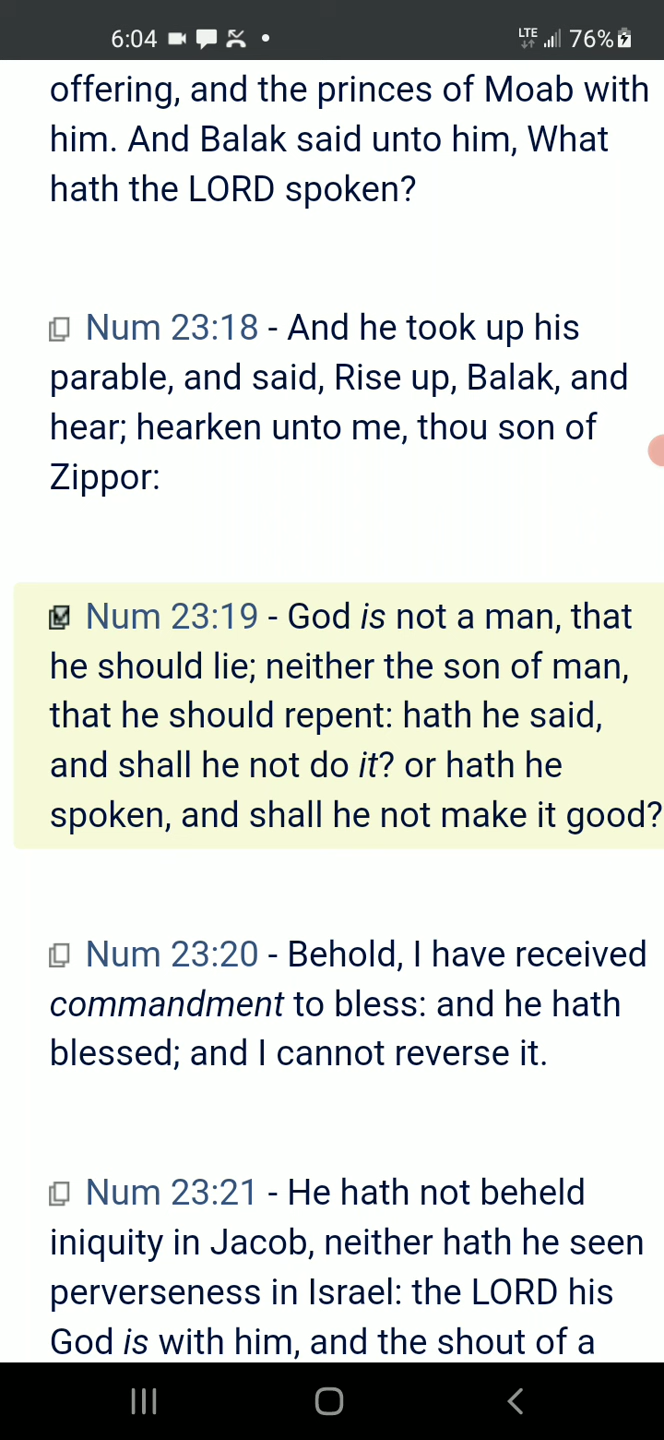 6:04
LTE
76%
offering, and the princes of Moab with
him. And Balak said unto him, What
hath the LORD spoken?
Num 23:18 - And he took up his
parable, and said, Rise up, Balak, and
hear; hearken unto me, thou son of
Zippor:
Num 23:19 - God is not a man, that
he should lie; neither the son of man,
that he should repent: hath he said,
and shall he not do it? or hath he
spoken, and shall he not make it good?
Num 23:20 - Behold, I have received
commandment to bless: and he hath
blessed; and I cannot reverse it.
Num 23:21 - He hath not beheld
iniquity in Jacob, neither hath he seen
perverseness in Israel: the LORD his
God is with him, and the shout of a